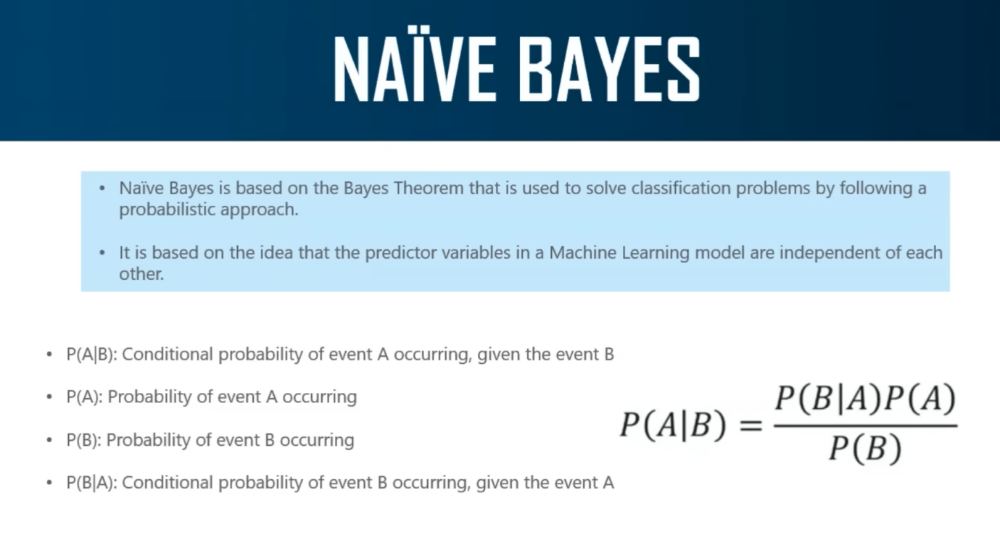 NAÏVE BAYES
• Naïve Bayes is based on the Bayes Theorem that is used to solve classification problems by following a
probabilistic approach.
• It is based on the idea that the predictor variables in a Machine Learning model are independent of each
other.
• P(A|B): Conditional probability of event A occurring, given the event B
• P(A): Probability of event A occurring
• P(B): Probability of event B occurring
• P(B|A): Conditional probability of event B occurring, given the event A
P(A|B) = P(B|A)P(A)
P(B)